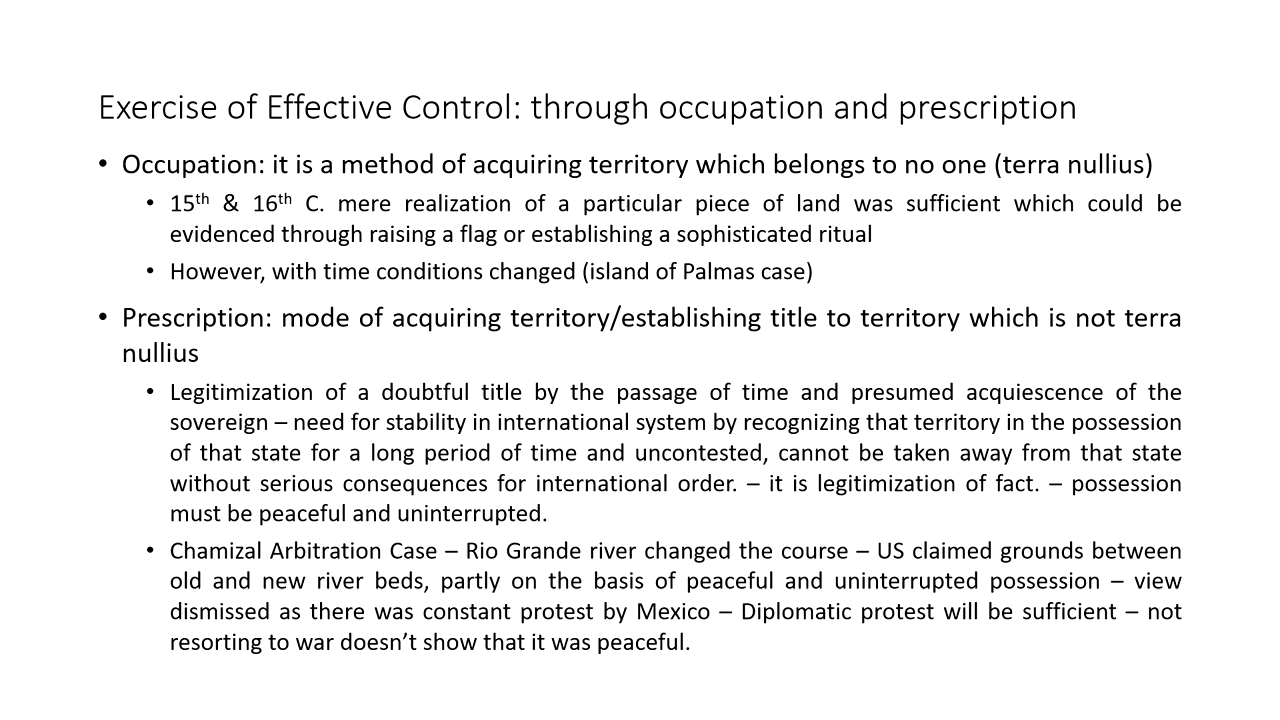 Exercise of Effective Control: through occupation and prescription
• Occupation: it is a method of acquiring territory which belongs to no one (terra nullius)
• 15th & 16th C. mere realization of a particular piece of land was sufficient which could be
evidenced through raising a flag or establishing a sophisticated ritual
• However, with time conditions changed (island of Palmas case)
• Prescription: mode of acquiring territory/establishing title to territory which is not terra
nullius
• Legitimization of a doubtful title by the passage of time and presumed acquiescence of the
sovereign – need for stability in international system by recognizing that territory in the possession
of that state for a long period of time and uncontested, cannot be taken away from that state
without serious consequences for international order. – it is legitimization of fact. – possession
must be peaceful and uninterrupted.
• Chamizal Arbitration Case – Rio Grande river changed the course – US claimed grounds between
old and new river beds, partly on the basis of peaceful and uninterrupted possession – view
dismissed as there was constant protest by Mexico – Diplomatic protest will be sufficient – not
resorting to war doesn’t show that it was peaceful.